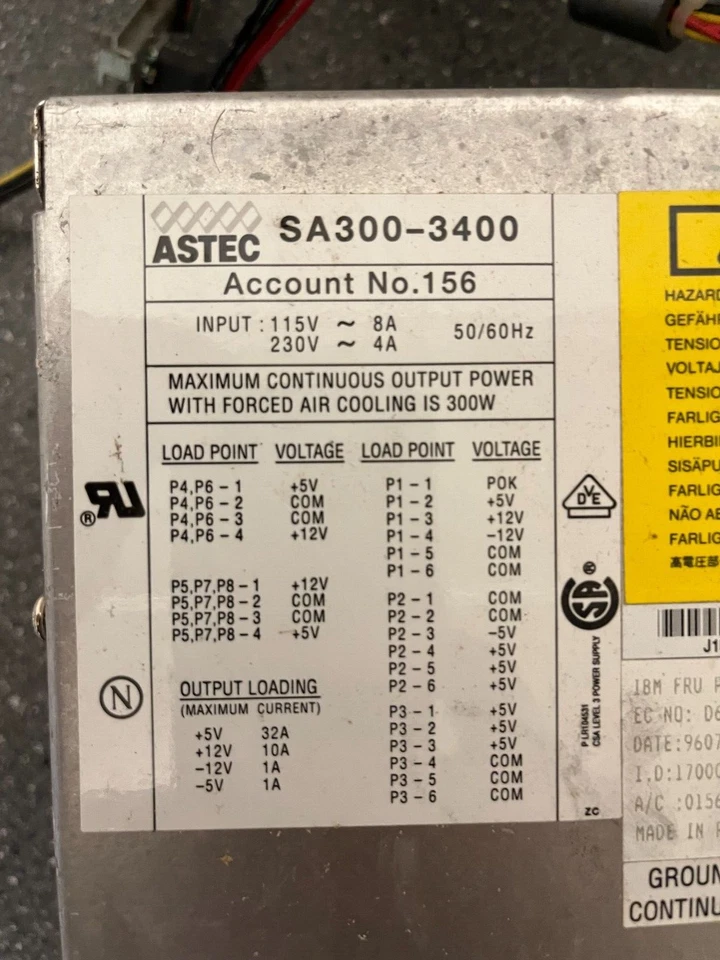 ASTEC SA300-3400
Account No.156
INPUT : 115V ~ 8A 50/60Hz
230V ~ 4A
MAXIMUM CONTINUOUS OUTPUT POWER
WITH FORCED AIR COOLING IS 300W
LOAD POINT VOLTAGE
P4,P6 - 1 +5V
P4,P6 - 2 COM
P4,P6 - 3 COM
P4,P6 - 4 +12V
P5,P7,P8 - 1 +12V
P5,P7,P8 - 2 COM
P5,P7,P8 - 3 COM
P5,P7,P8 - 4 +5V
OUTPUT LOADING
(MAXIMUM CURRENT)
+5V 32A
+12V 10A
-12V 1A
-5V 1A
LOAD POINT VOLTAGE
P1 - 1 POK
P1 - 2 +5V
P1 - 3 +12V
P1 - 4 -12V
P1 - 5 COM
P1 - 6 COM
P2 - 1 COM
P2 - 2 COM
P2 - 3 -5V
P2 - 4 +5V
P2 - 5 +5V
P2 - 6 +5V
P3 - 1 +5V
P3 - 2 +5V
P3 - 3 +5V
P3 - 4 COM
P3 - 5 COM
P3 - 6 COM
RU ®
N
DVE
SA ®
CSA LEVEL 3 POWER SUPPLY
ZC
HAZARD
GEFÄH
TENSIO
VOLTAJ
TENSIO
FARLIG
HIERBI
SISÄPU
FARLIG
NÃO AB
FARLIG
高電圧部
J1
IBM FRU
EC NO: D6
DATE:9607
I.D:1700
A/C :0156
MADE IN
GROUN
CONTINU